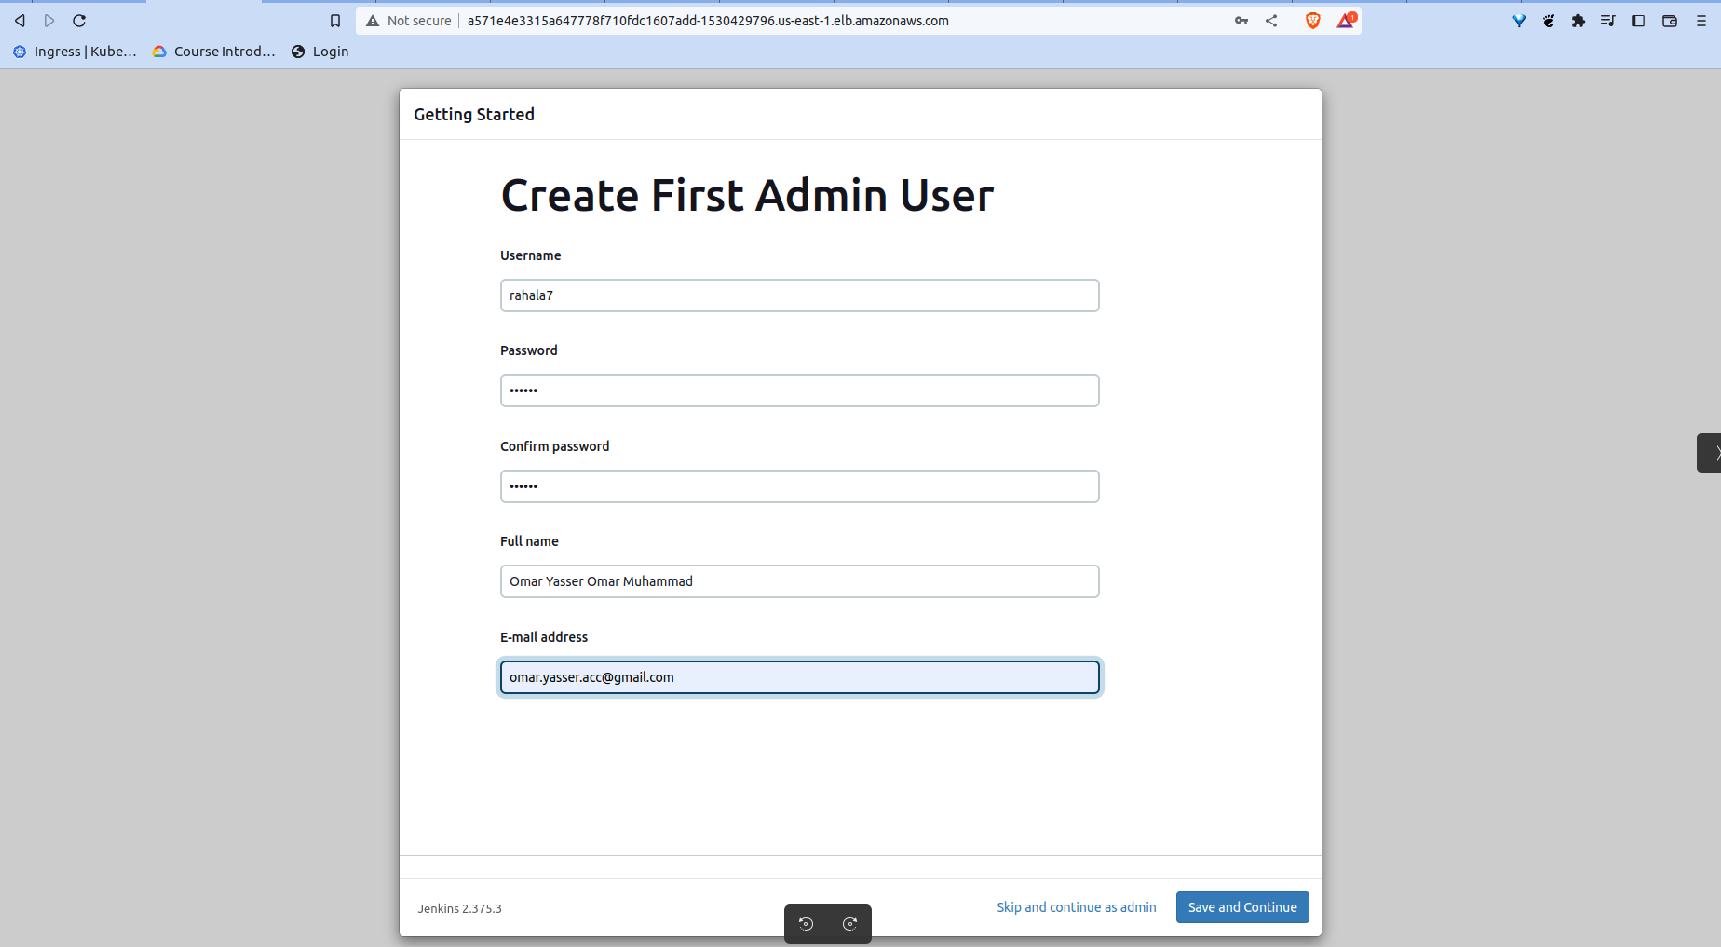 Not secure
a571e4e3315a647778f710fdc1607add-1530429796.us-east-1.elb.amazonaws.com
1
Ingress | Kube...
Course Introd...
Login
Getting Started
Create First Admin User
Username
rahala7
Password
••••••
Confirm password
••••••
Full name
Omar Yasser Omar Muhammad
E-mail address
omar.yasser.acc@gmail.com
Jenkins 2.375.3
Skip and continue as admin
Save and Continue